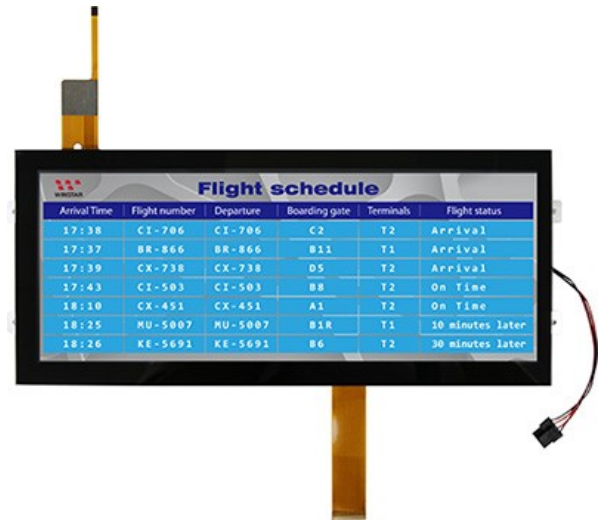 WINSTAR
Flight schedule
Arrival Time Flight number Departure Boarding gate Terminals Flight status
17:38 CI-706 CI-706 C2 T2 Arrival
17:37 BR-866 BR-866 B11 T1 Arrival
17:39 CX-738 CX-738 D5 T2 Arrival
17:43 CI-503 CI-503 B8 T2 On Time
18:10 CX-451 CX-451 A1 T2 On Time
18:25 MU-5007 MU-5007 B1R T1 10 minutes later
18:26 KE-5691 KE-5691 B6 T2 30 minutes later